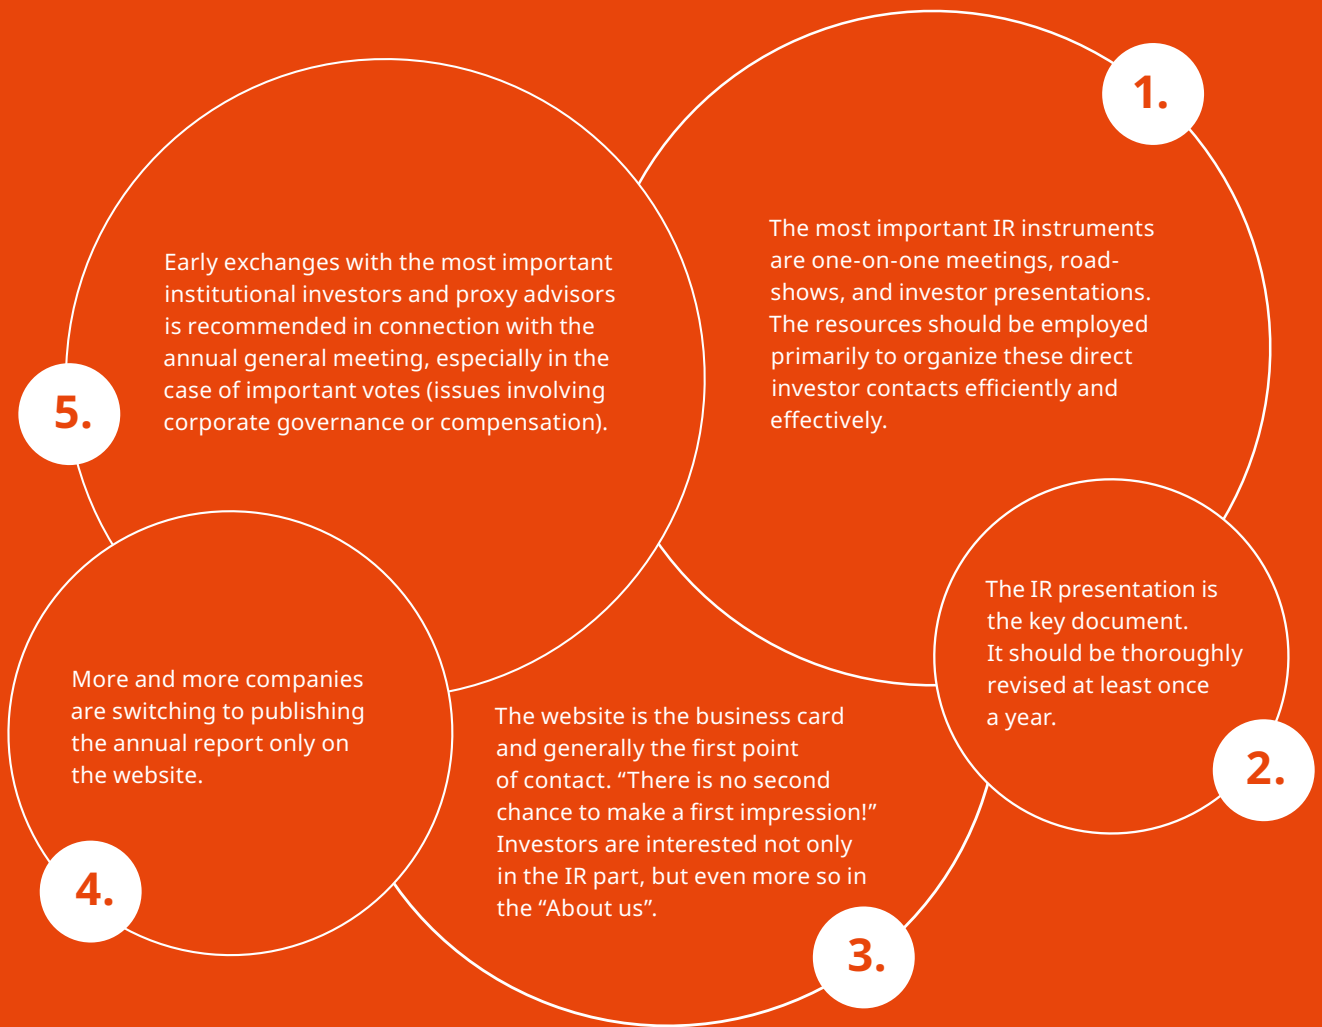 1.
The most important IR instruments
are one-on-one meetings, road-
shows, and investor presentations.
The resources should be employed
primarily to organize these direct
investor contacts efficiently and
effectively.
2.
The IR presentation is
the key document.
It should be thoroughly
revised at least once
a year.
3.
The website is the business card
and generally the first point
of contact. “There is no second
chance to make a first impression!”
Investors are interested not only
in the IR part, but even more so in
the “About us”.
4.
More and more companies
are switching to publishing
the annual report only on
the website.
5.
Early exchanges with the most important
institutional investors and proxy advisors
is recommended in connection with the
annual general meeting, especially in the
case of important votes (issues involving
corporate governance or compensation).